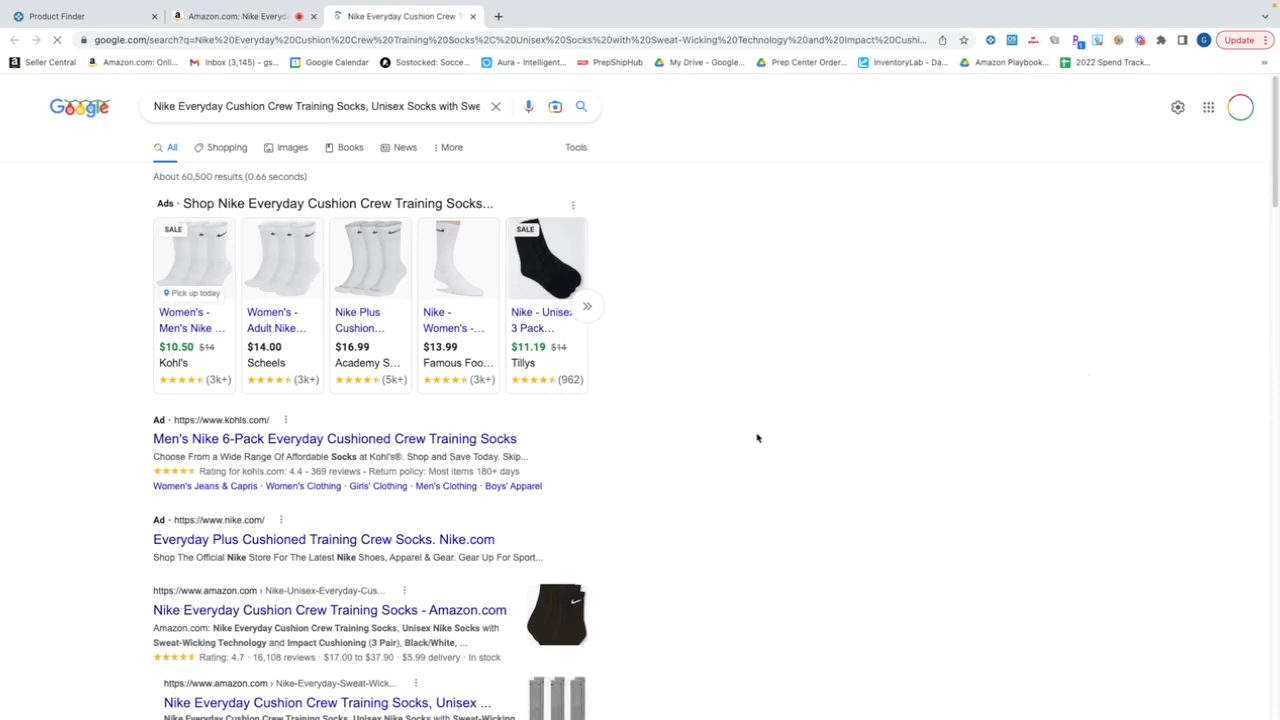 Product Finder
Amazon.com: Nike Everyd
Nike Everyday Cushion Crew T
google.com/search?q=Nike%20Everyday%20Cushion%20Crew%20Training%20Socks%2C%20Unisex%20Socks%20with%20Sweat-Wicking%20Technology%20and%20Impact%20Cushi...
G
Update
Seller Central
Amazon.com: Onli...
Inbox (3,145) - gs...
Google Calendar
Sostocked: Socce...
Aura - Intelligent...
PrepShipHub
My Drive - Google...
Prep Center Order...
InventoryLab - Da...
Amazon Playbook...
2022 Spend Track...
Google
Nike Everyday Cushion Crew Training Socks, Unisex Socks with Swe
All
Shopping
Images
Books
News
More
Tools
About 60,500 results (0.66 seconds)
Ads · Shop Nike Everyday Cushion Crew Training Socks...
SALE
SALE
Pick up today
Women's - Women's - Nike Plus Nike - Nike - Unisex
Men's Nike ... Adult Nike... Cushion... Women's -... 3 Pack...
$10.50 $14 $14.00 $16.99 $13.99 $11.19 $14
Kohl's Scheels Academy S... Famous Foo... Tillys
(3k+) (3k+) (5k+) (3k+) (962)
Ad · https://www.kohls.com/
Men's Nike 6-Pack Everyday Cushioned Crew Training Socks
Choose From a Wide Range Of Affordable Socks at Kohl's®. Shop and Save Today. Skip...
Rating for kohls.com: 4.4 - 369 reviews - Return policy: Most items 180+ days
Women's Jeans & Capris · Women's Clothing · Girls' Clothing · Men's Clothing · Boys' Apparel
Ad · https://www.nike.com/
Everyday Plus Cushioned Training Crew Socks. Nike.com
Shop The Official Nike Store For The Latest Nike Shoes, Apparel & Gear. Gear Up For Sport...
https://www.amazon.com › Nike-Unisex-Everyday-Cus...
Nike Everyday Cushion Crew Training Socks - Amazon.com
Amazon.com: Nike Everyday Cushion Crew Training Socks, Unisex Nike Socks with
Sweat-Wicking Technology and Impact Cushioning (3 Pair), Black/White, ...
Rating: 4.7 · 16,108 reviews · $17.00 to $37.90 · $5.99 delivery · In stock
https://www.amazon.com › Nike-Everyday-Sweat-Wick...
Nike Everyday Cushion Crew Training Socks, Unisex ...
Nike Everyday Cushion Crew Training Socks, Unisex Nike Socks with Sweat-Wicking